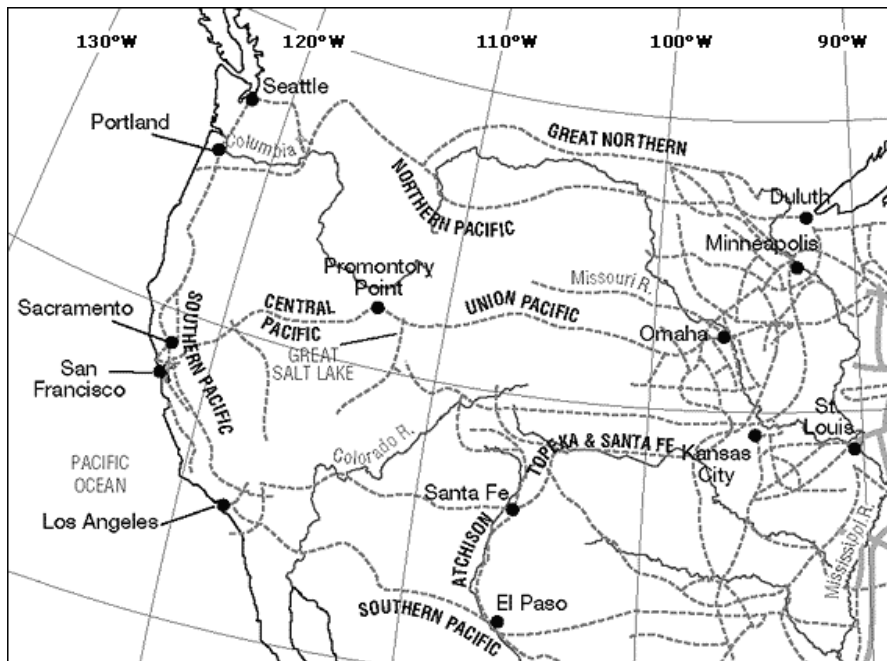 130°W
120°W
110°W
100°W
90°W
Seattle
Portland
Columbia R.
GREAT NORTHERN
NORTHERN PACIFIC
Duluth
Minneapolis
Promontory
Point
Missouri R.
Sacramento
CENTRAL
PACIFIC
UNION PACIFIC
SOUTHERN PACIFIC
GREAT
SALT LAKE
Omaha
San
Francisco
St.
Louis
Colorado R.
TOPEKA & SANTA FE
Kansas
City
PACIFIC
OCEAN
Santa Fe
Los Angeles
ATCHISON
Mississippi R.
El Paso
SOUTHERN PACIFIC